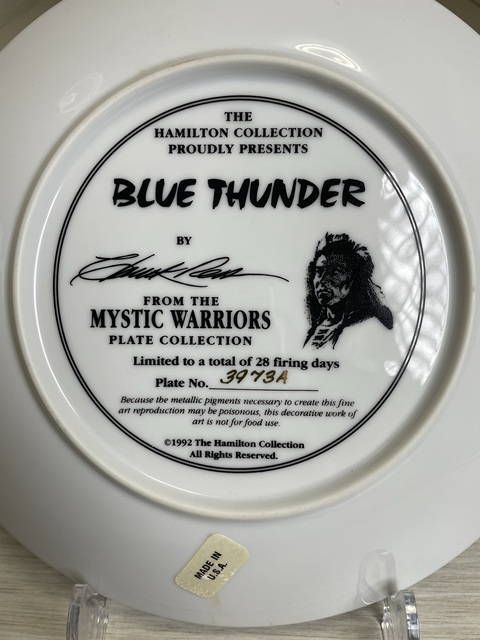 THE
HAMILTON COLLECTION
PROUDLY PRESENTS
BLUE THUNDER
BY
Chuck Ren
FROM THE
MYSTIC WARRIORS
PLATE COLLECTION
Limited to a total of 28 firing days
Plate No. 3973A
Because the metallic pigments necessary to create this fine
art reproduction may be poisonous, this decorative work of
art is not for food use.
©1992 The Hamilton Collection
All Rights Reserved.
MADE IN
U.S.A.